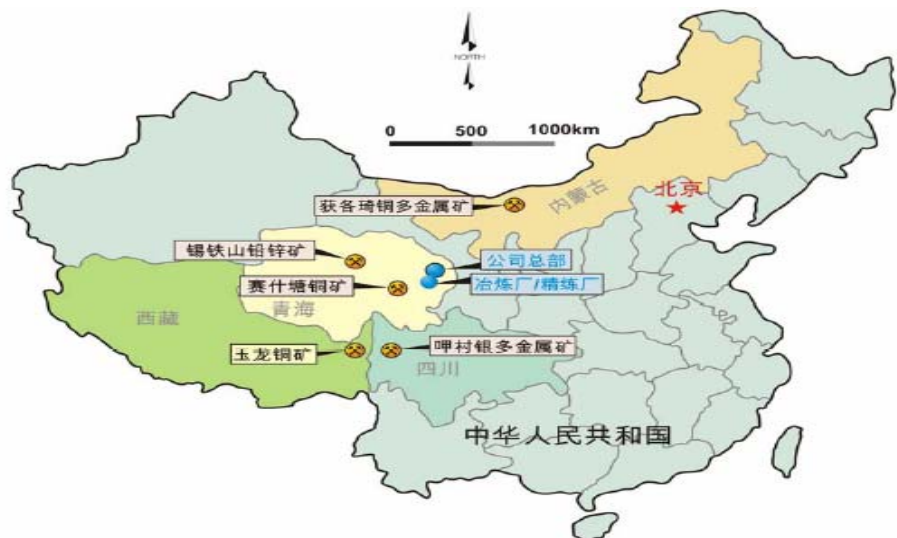 NORTH
0 500 1000km
北京
内蒙古
获各琦铜多金属矿
锡铁山铅锌矿
公司总部
赛什塘铜矿
冶炼厂/精练厂
青海
西藏
玉龙铜矿
呷村银多金属矿
四川
中华人民共和国